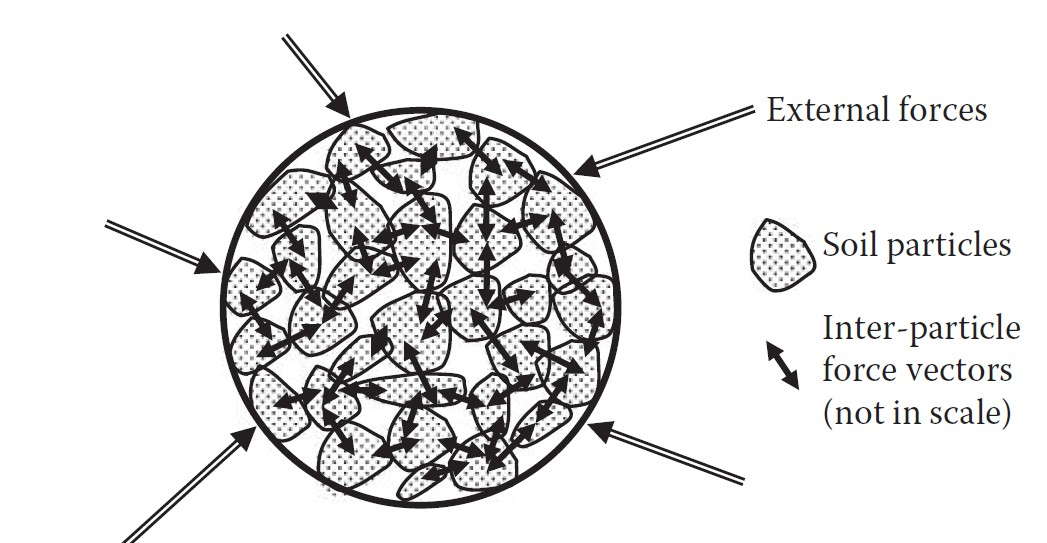 External forces
Soil particles
Inter-particle
force vectors
(not in scale)